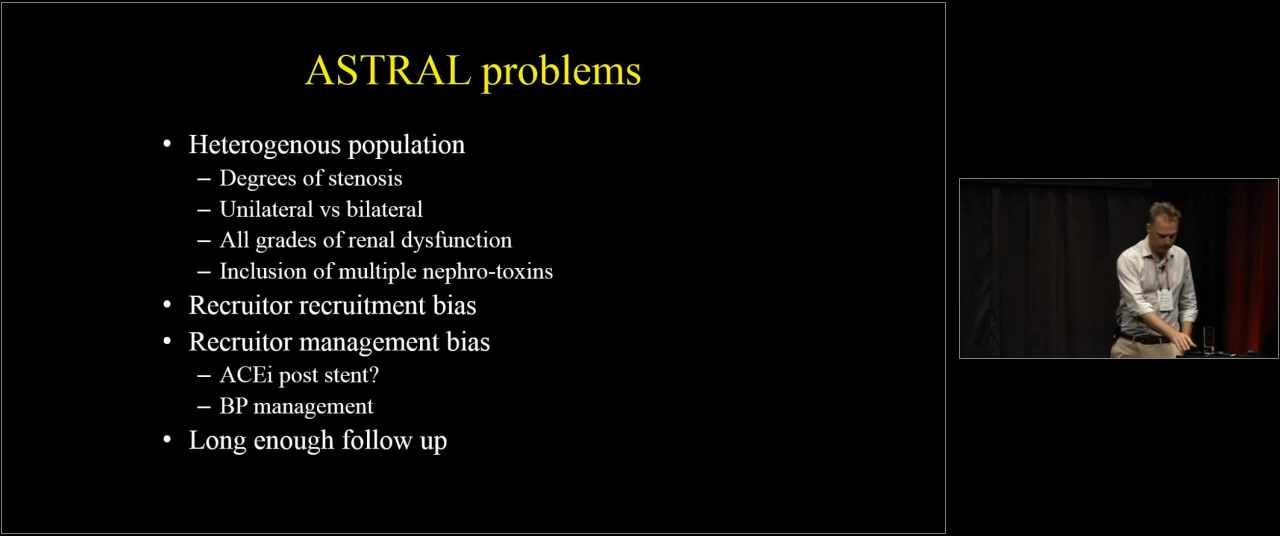 ASTRAL problems
• Heterogenous population
– Degrees of stenosis
– Unilateral vs bilateral
– All grades of renal dysfunction
– Inclusion of multiple nephro-toxins
• Recruitor recruitment bias
• Recruitor management bias
– ACEi post stent?
– BP management
• Long enough follow up